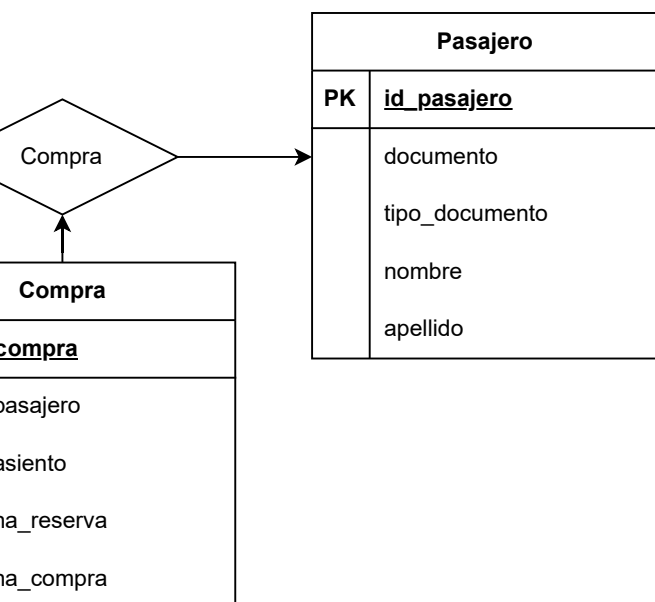 Pasajero
PK id_pasajero
documento
tipo_documento
nombre
apellido
Compra
Compra
compra
pasajero
asiento
na_reserva
na_compra